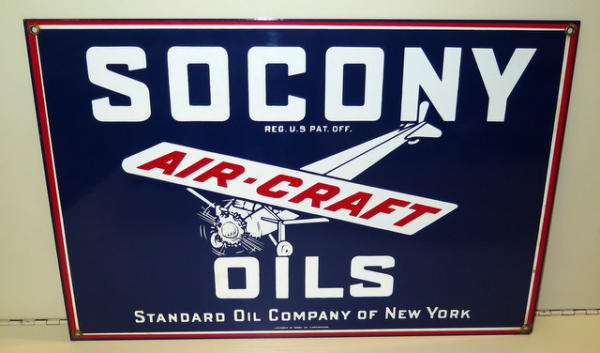 SOCONY
REG. U.S PAT. OFF.
AIR-CRAFT
OILS
STANDARD OIL COMPANY OF NEW YORK